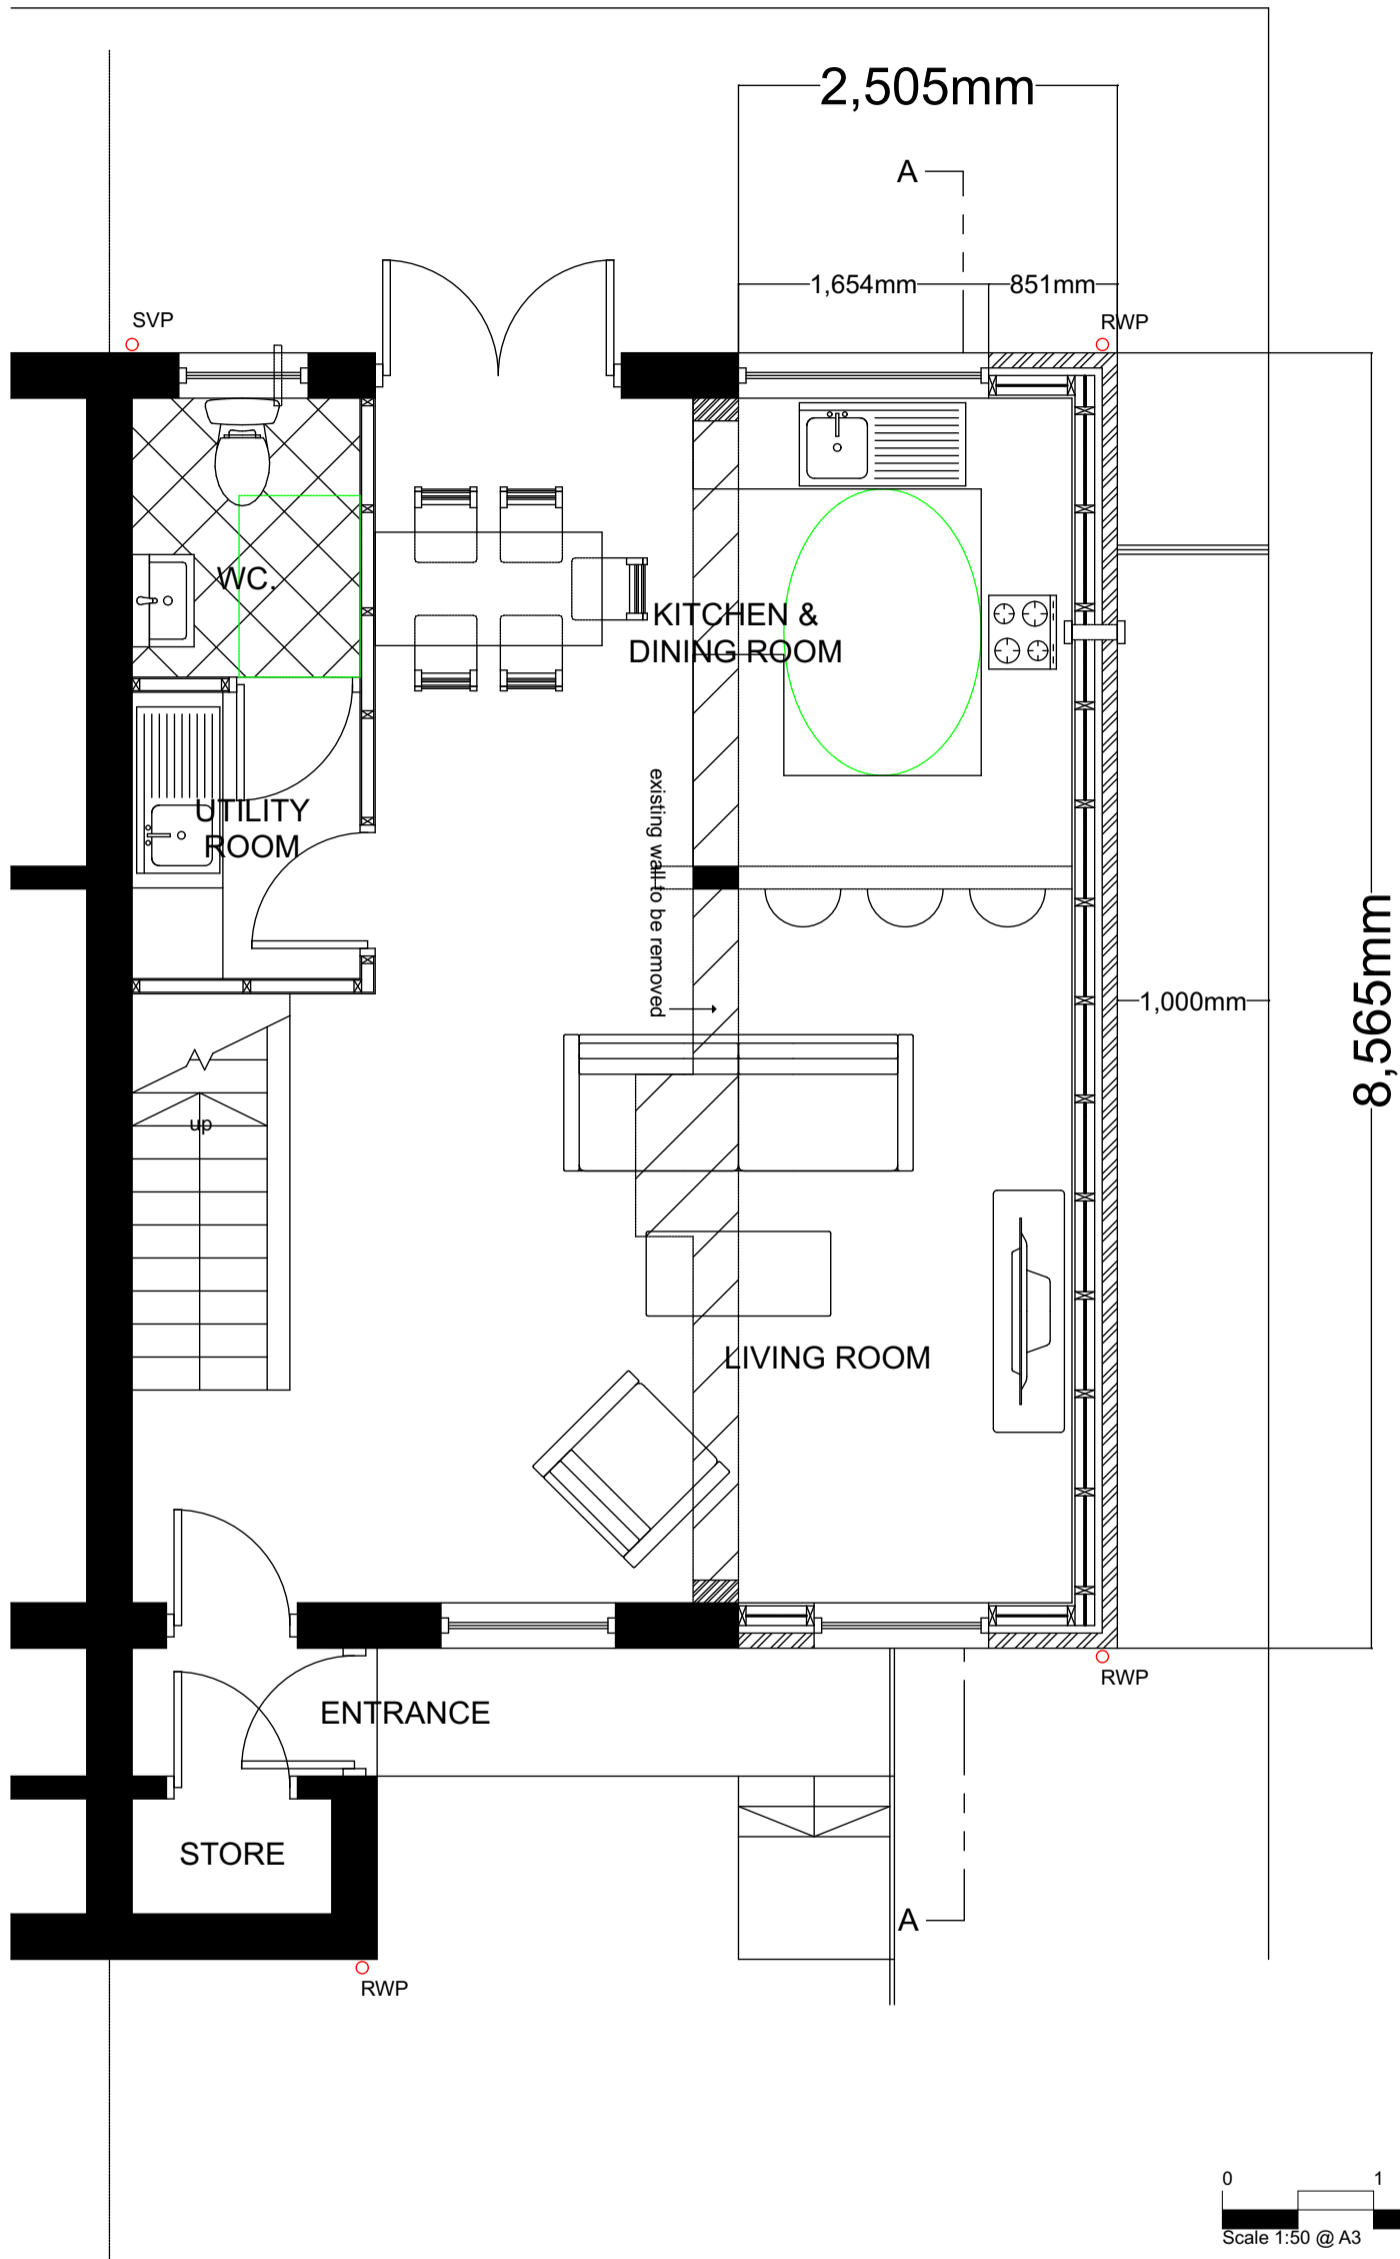 2,505mm
A
1,654mm
851mm
SVP
RWP
WC.
KITCHEN &
DINING ROOM
UTILITY
ROOM
existing wall to be removed
1,000mm
8,565mm
up
LIVING ROOM
RWP
ENTRANCE
STORE
A
RWP
0
1
Scale 1:50 @ A3